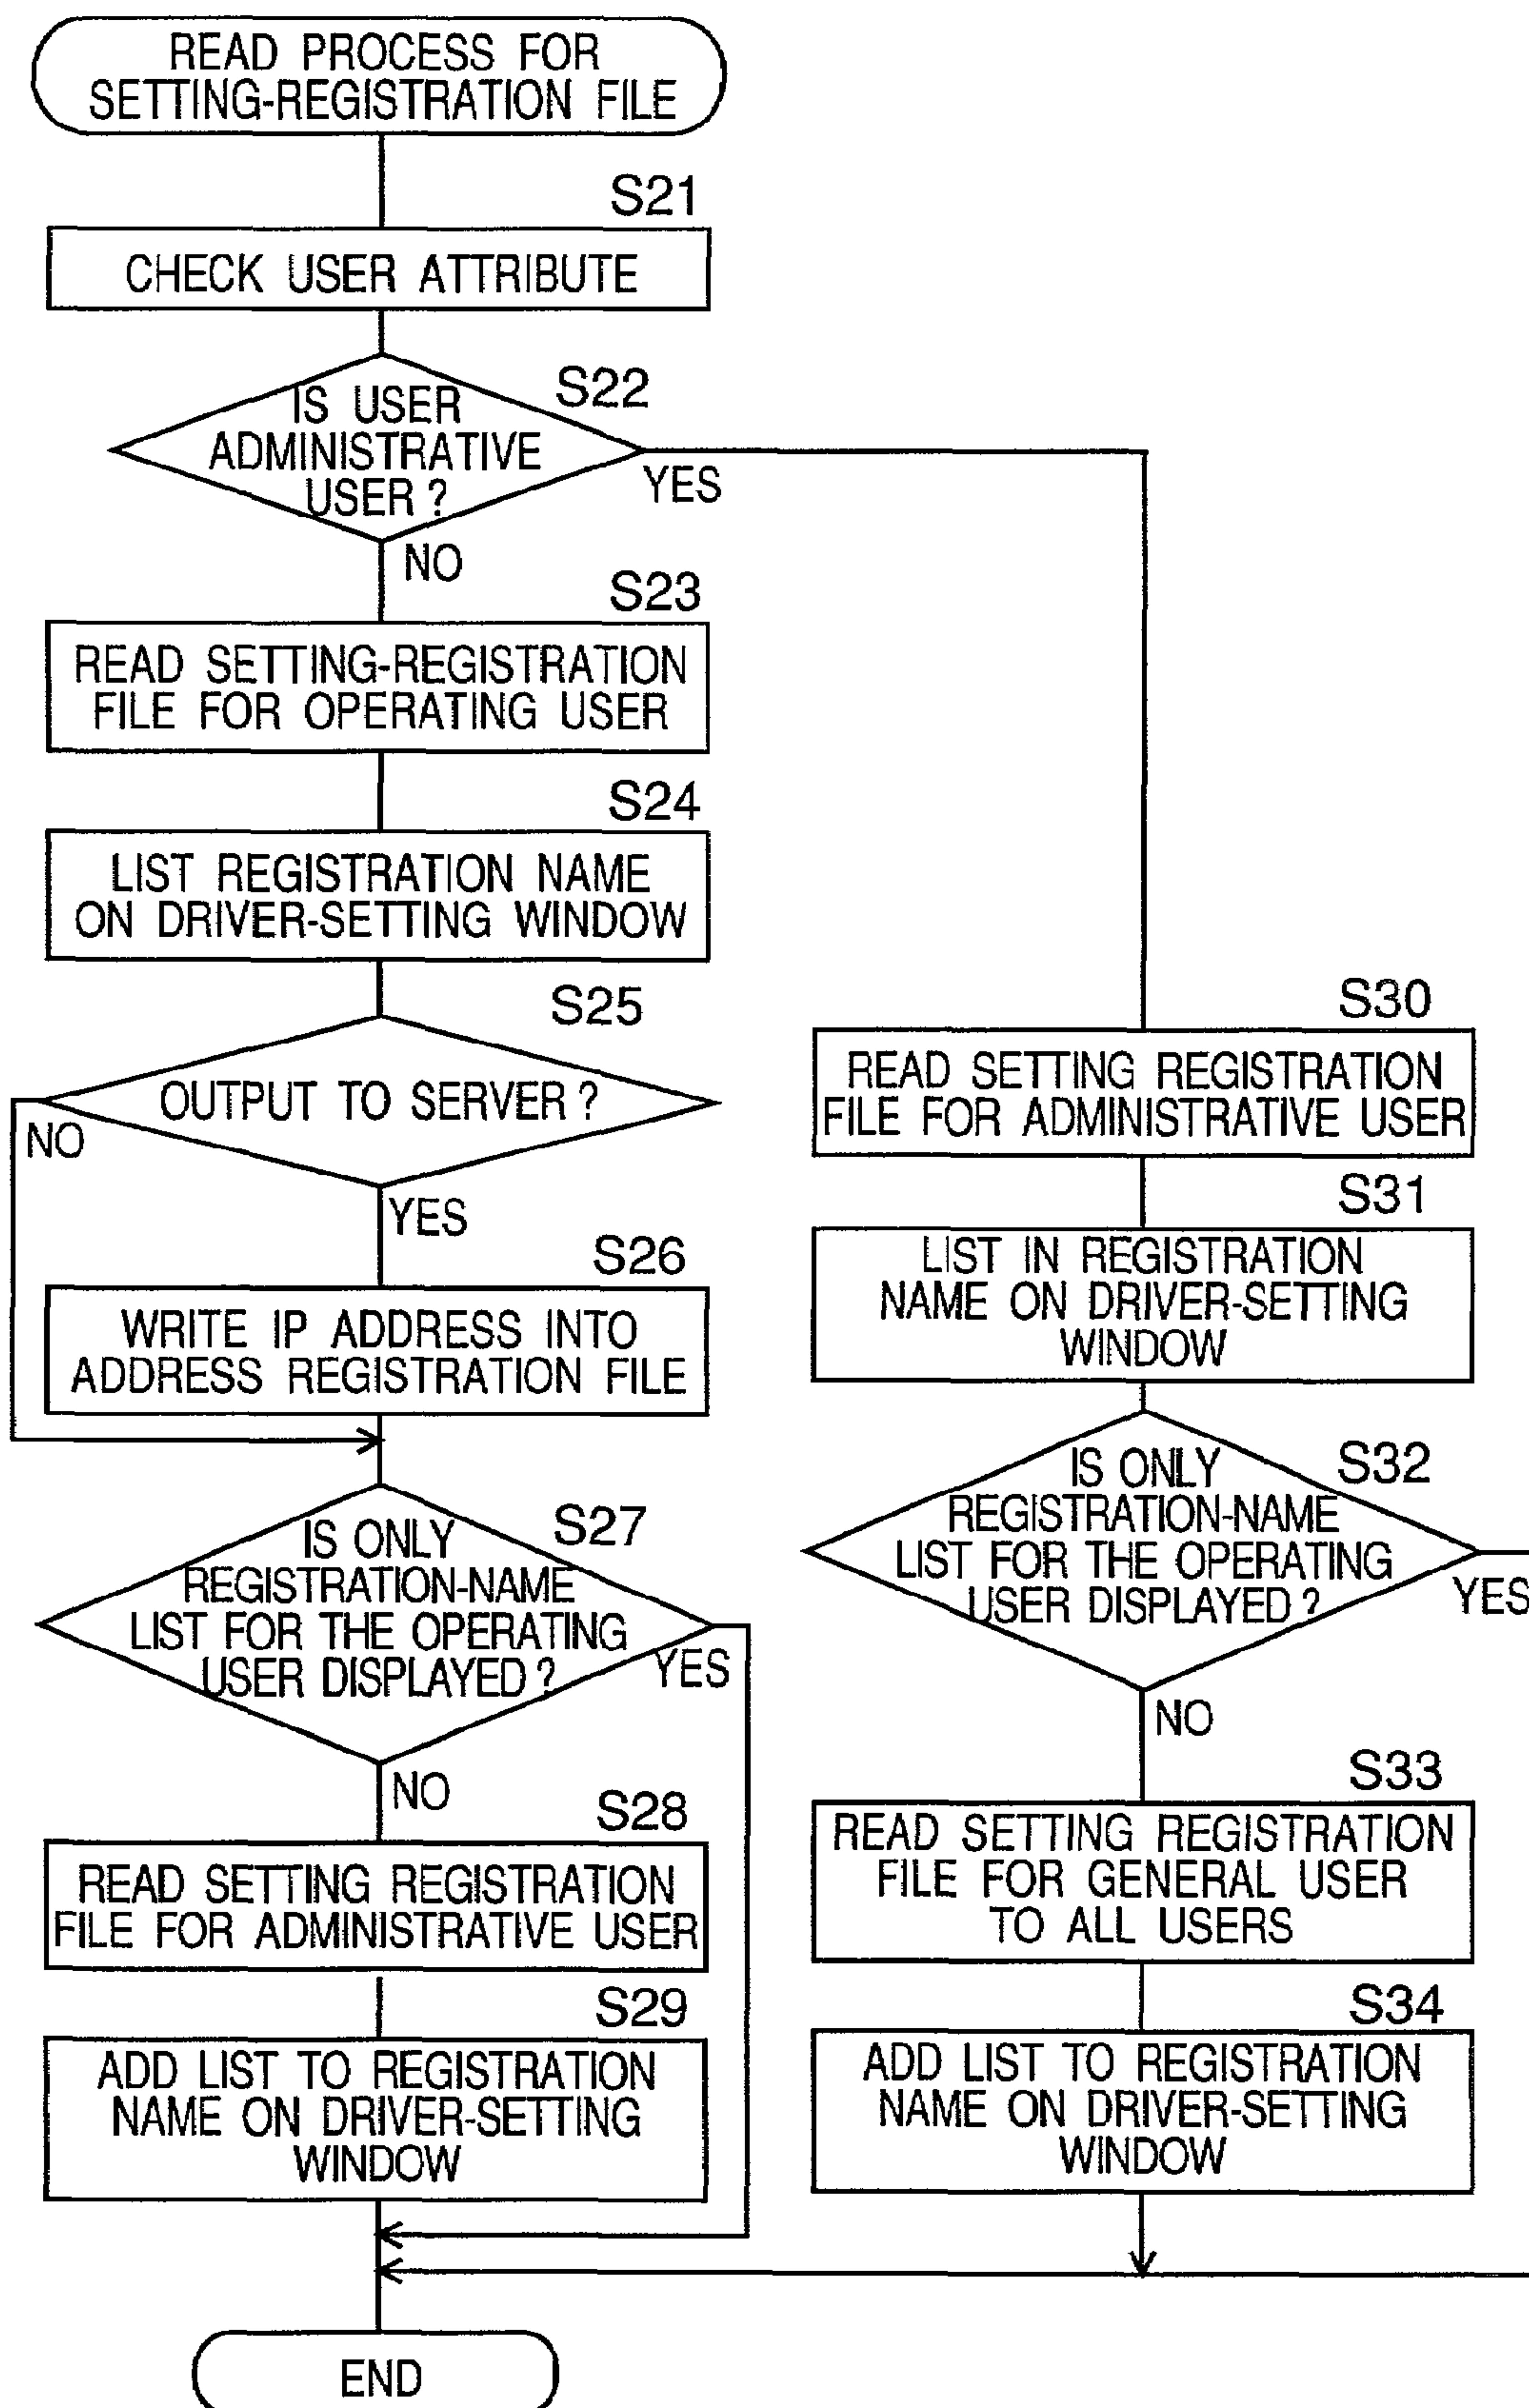 READ PROCESS FOR
SETTING-REGISTRATION FILE
S21
CHECK USER ATTRIBUTE
S22
IS USER
ADMINISTRATIVE
USER ?
YES
NO
S23
READ SETTING-REGISTRATION
FILE FOR OPERATING USER
S24
LIST REGISTRATION NAME
ON DRIVER-SETTING WINDOW
S25
OUTPUT TO SERVER ?
NO
YES
S26
WRITE IP ADDRESS INTO
ADDRESS REGISTRATION FILE
S27
IS ONLY
REGISTRATION-NAME
LIST FOR THE OPERATING
USER DISPLAYED ?
YES
NO
S28
READ SETTING REGISTRATION
FILE FOR ADMINISTRATIVE USER
S29
ADD LIST TO REGISTRATION
NAME ON DRIVER-SETTING
WINDOW
S30
READ SETTING REGISTRATION
FILE FOR ADMINISTRATIVE USER
S31
LIST IN REGISTRATION
NAME ON DRIVER-SETTING
WINDOW
S32
IS ONLY
REGISTRATION-NAME
LIST FOR THE OPERATING
USER DISPLAYED ?
YES
NO
S33
READ SETTING REGISTRATION
FILE FOR GENERAL USER
TO ALL USERS
S34
ADD LIST TO REGISTRATION
NAME ON DRIVER-SETTING
WINDOW
END